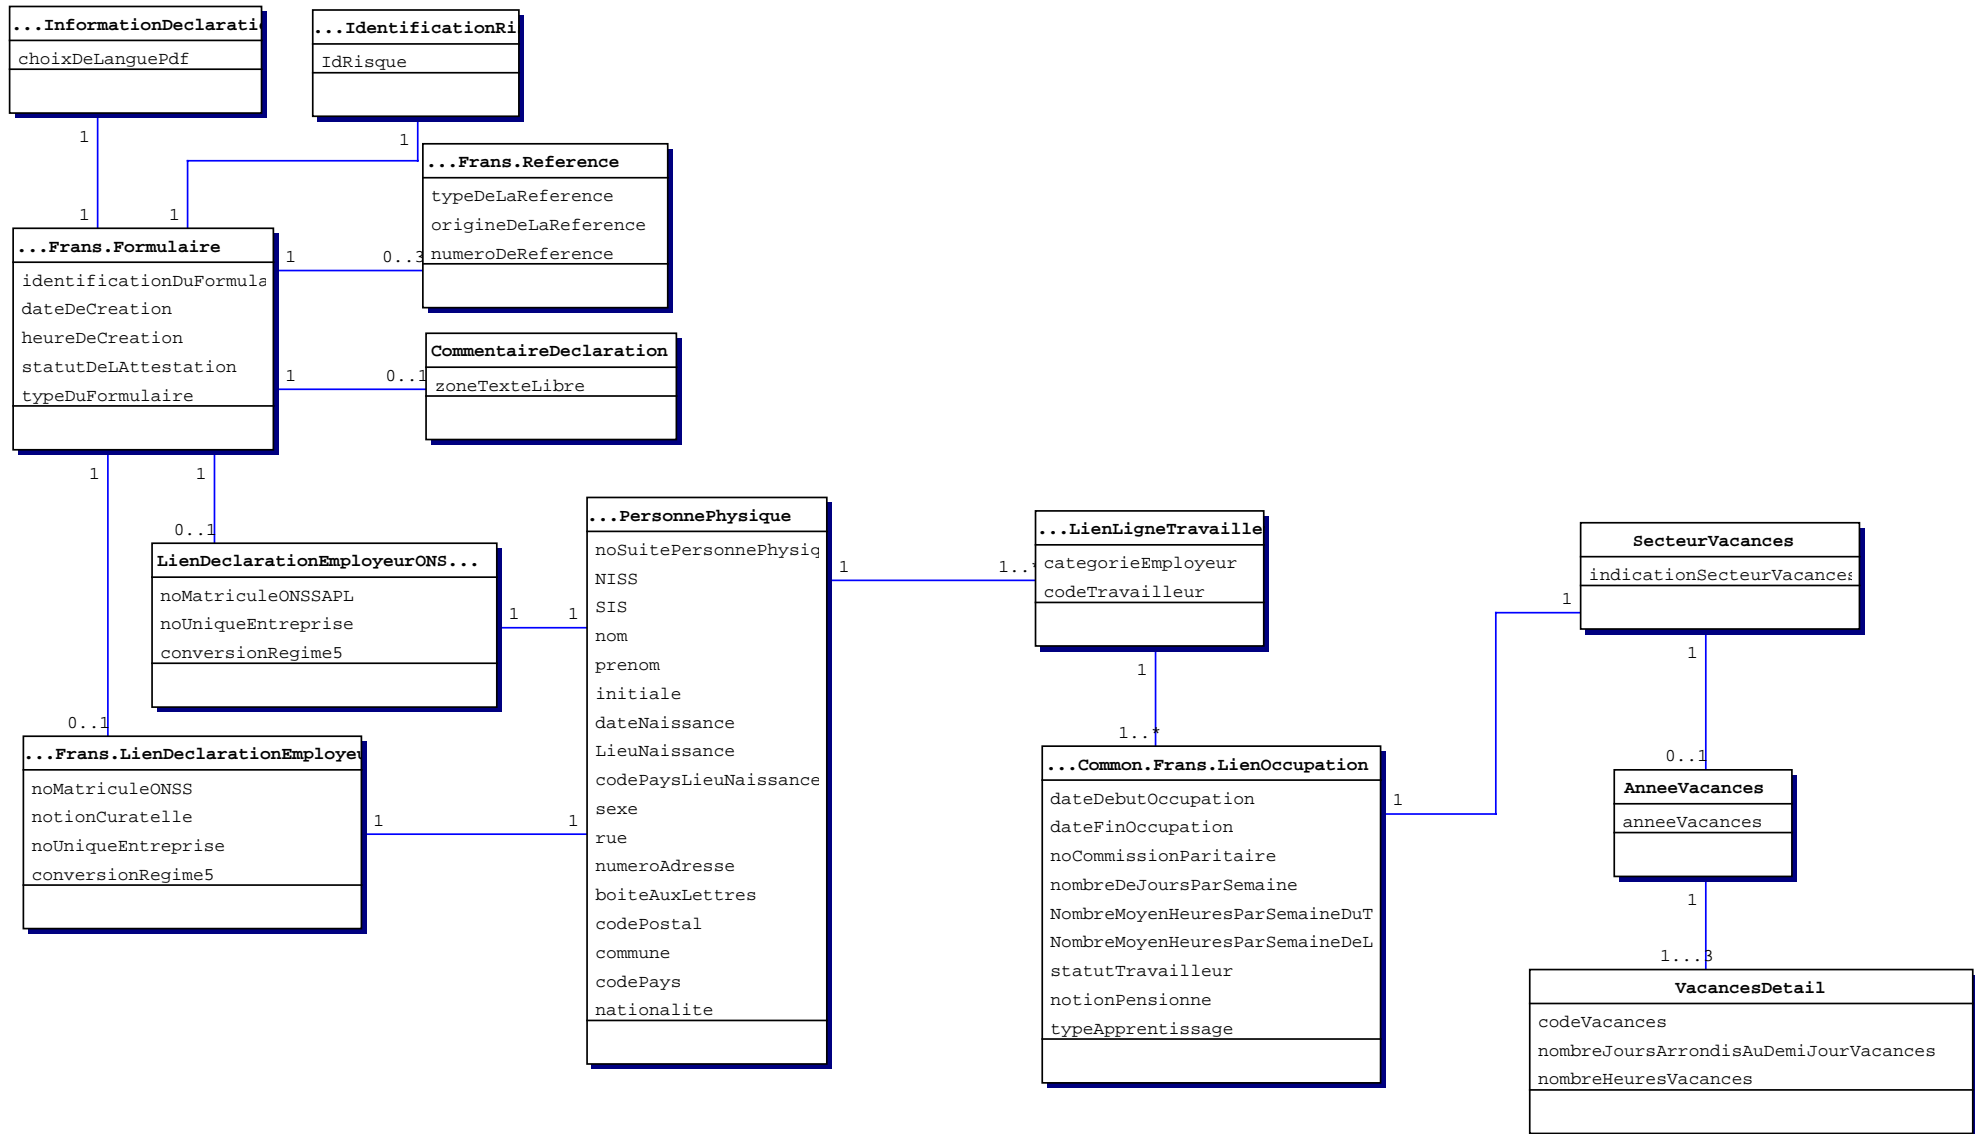 ...InformationDeclarati
choixDeLanguePdf
...IdentificationRi
IdRisque
1
1
1
1
...Frans.Reference
typeDeLaReference
origineDeLaReference
numeroDeReference
...Frans.Formulaire
identificationDuFormula
dateDeCreation
heureDeCreation
statutDeLAttestation
typeDuFormulaire
1
0..3
CommentaireDeclaration
zoneTexteLibre
1
0..1
1
1
0..1
LienDeclarationEmployeurONS...
noMatriculeONSSAPL
noUniqueEntreprise
conversionRegime5
1
1
0..1
...Frans.LienDeclarationEmployeu
noMatriculeONSS
notionCuratelle
noUniqueEntreprise
conversionRegime5
1
1
...PersonnePhysique
noSuitePersonnePhysiq
NISS
SIS
nom
prenom
initiale
dateNaissance
LieuNaissance
codePaysLieuNaissance
sexe
rue
numeroAdresse
boiteAuxLettres
codePostal
commune
codePays
nationalite
1
1..*
...LienLigneTravaille
categorieEmployeur
codeTravailleur
1
1..*
...Common.Frans.LienOccupation
dateDebutOccupation
dateFinOccupation
noCommissionParitaire
nombreDeJoursParSemaine
NombreMoyenHeuresParSemaineDuT
NombreMoyenHeuresParSemaineDeL
statutTravailleur
notionPensionne
typeApprentissage
1
1
SecteurVacances
indicationSecteurVacances
1
0..1
AnneeVacances
anneeVacances
1
1...3
VacancesDetail
codeVacances
nombreJoursArrondisAuDemiJourVacances
nombreHeuresVacances